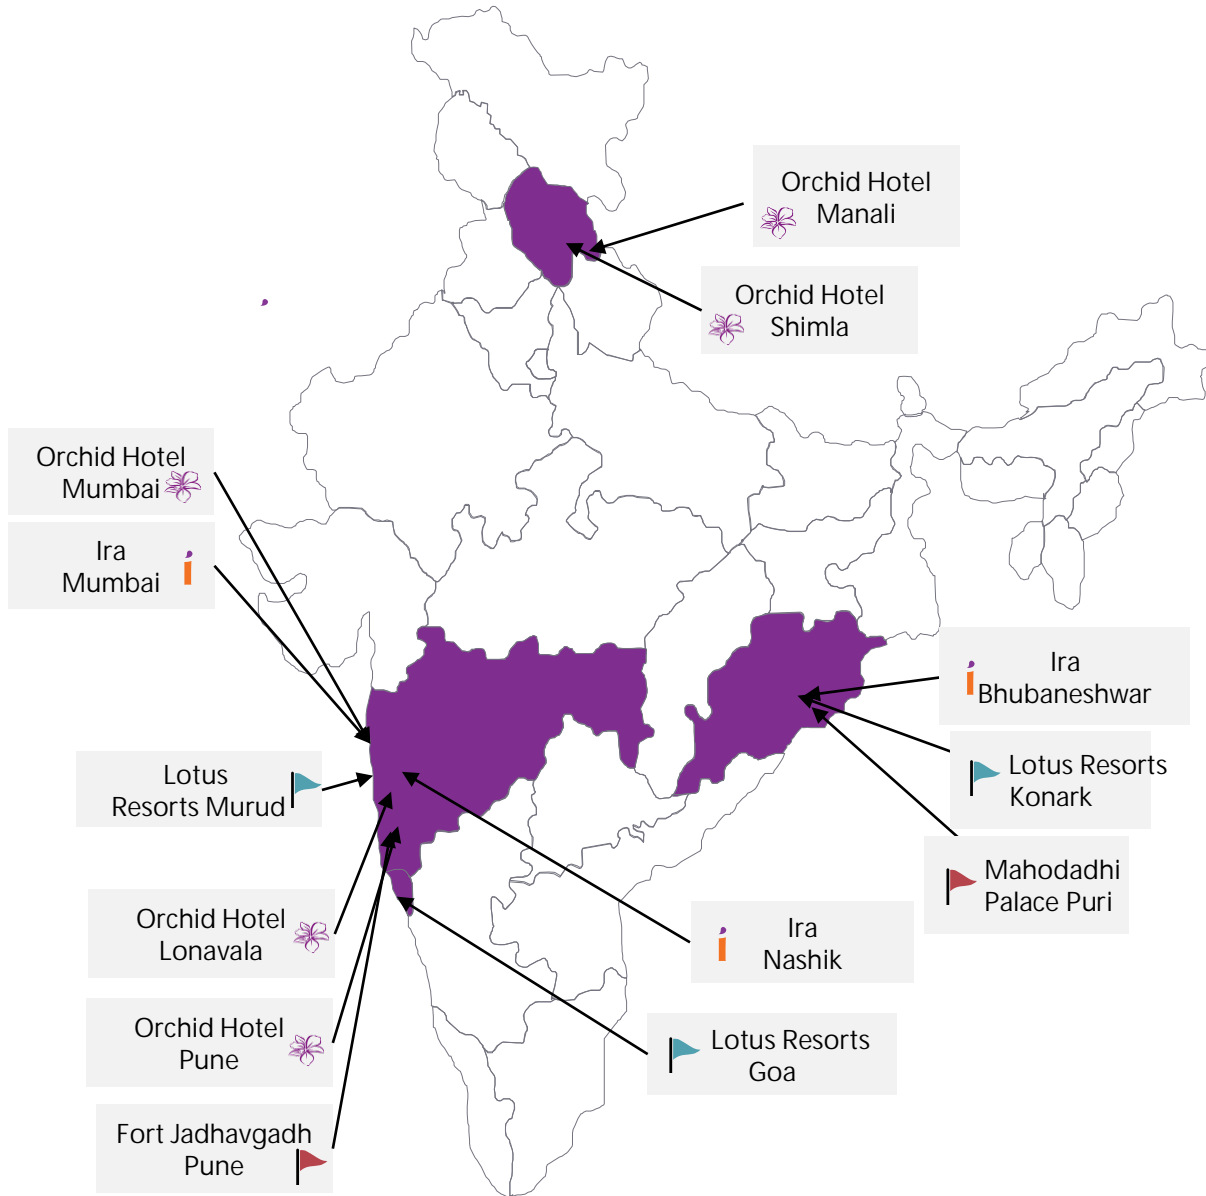 Orchid Hotel
Manali
Orchid Hotel
Shimla
Orchid Hotel
Mumbai
Ira
Mumbai
Ira
Bhubaneshwar
Lotus
Resorts Murud
Lotus Resorts
Konark
Mahodadhi
Palace Puri
Orchid Hotel
Lonavala
Ira
Nashik
Orchid Hotel
Pune
Lotus Resorts
Goa
Fort Jadhavgadh
Pune